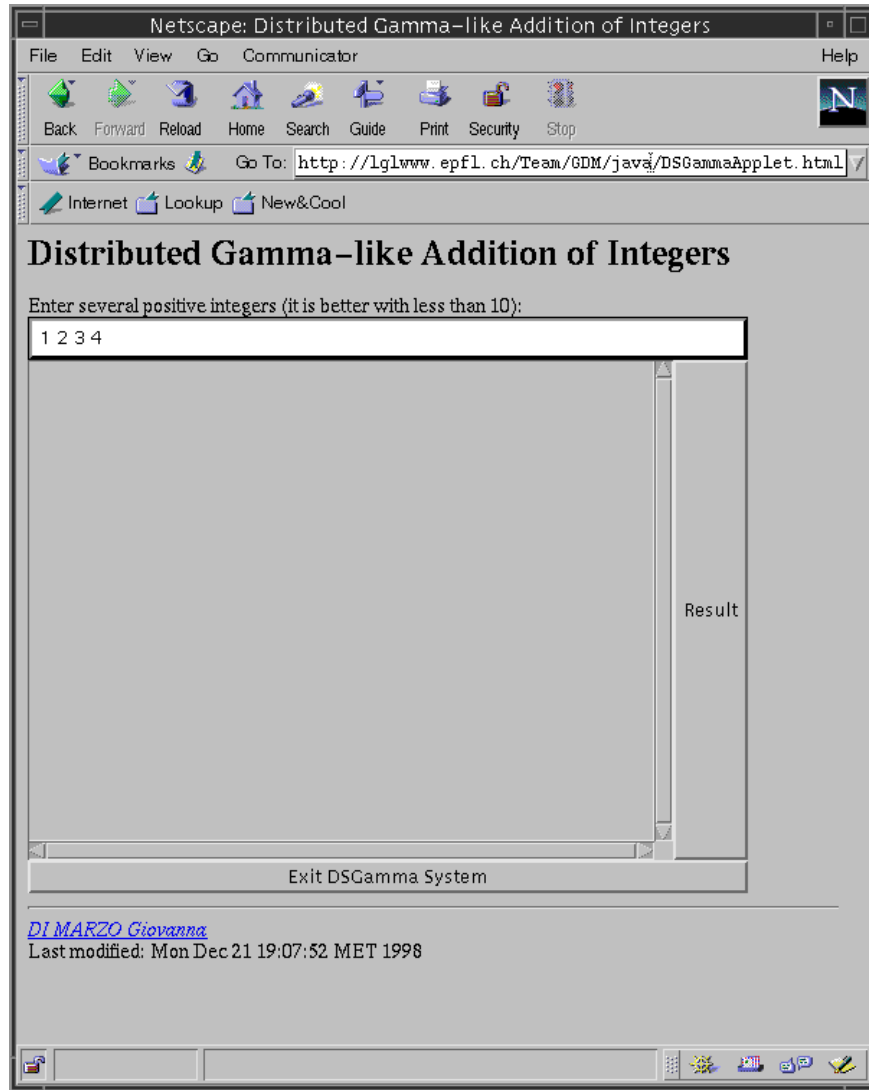 Netscape: Distributed Gamma-like Addition of Integers
File Edit View Go Communicator Help
N
Back Forward Reload Home Search Guide Print Security Stop
Bookmarks Go To: http://lglwww.epfl.ch/Team/GDM/java/DSGammaApplet.html
Internet Lookup New&Cool
Distributed Gamma-like Addition of Integers
Enter several positive integers (it is better with less than 10):
1 2 3 4
Result
Exit DSGamma System
DI MARZO Giovanna
Last modified: Mon Dec 21 19:07:52 MET 1998